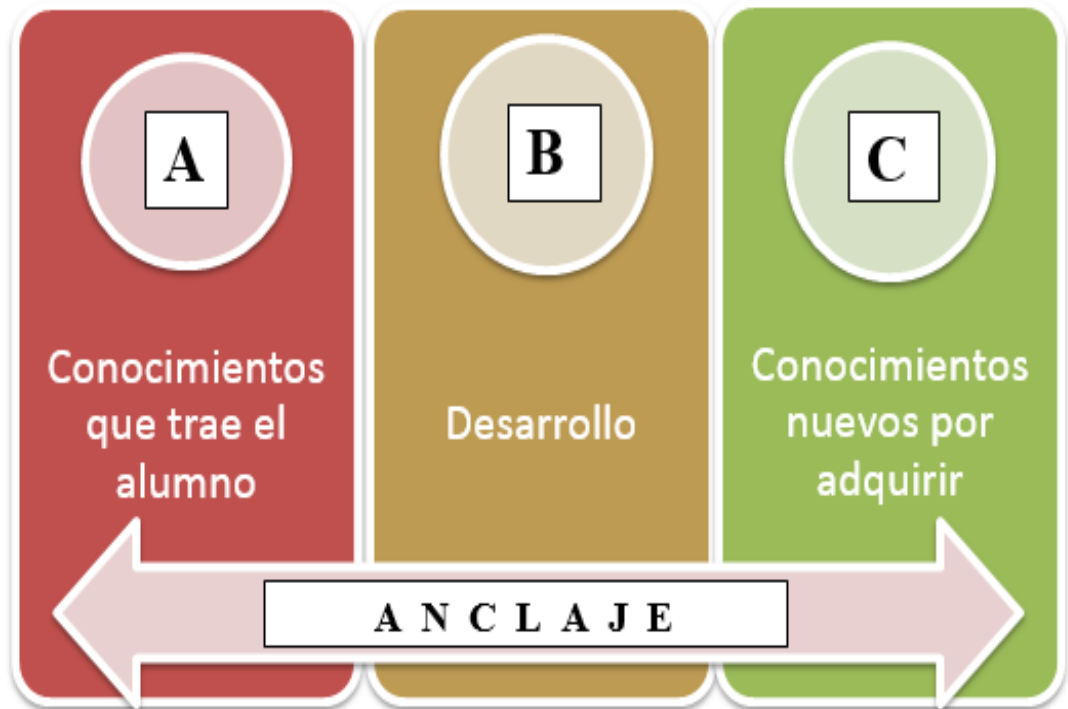 A
Conocimientos
que trae el
alumno
B
Desarrollo
C
Conocimientos
nuevos por
adquirir
A N C L A J E